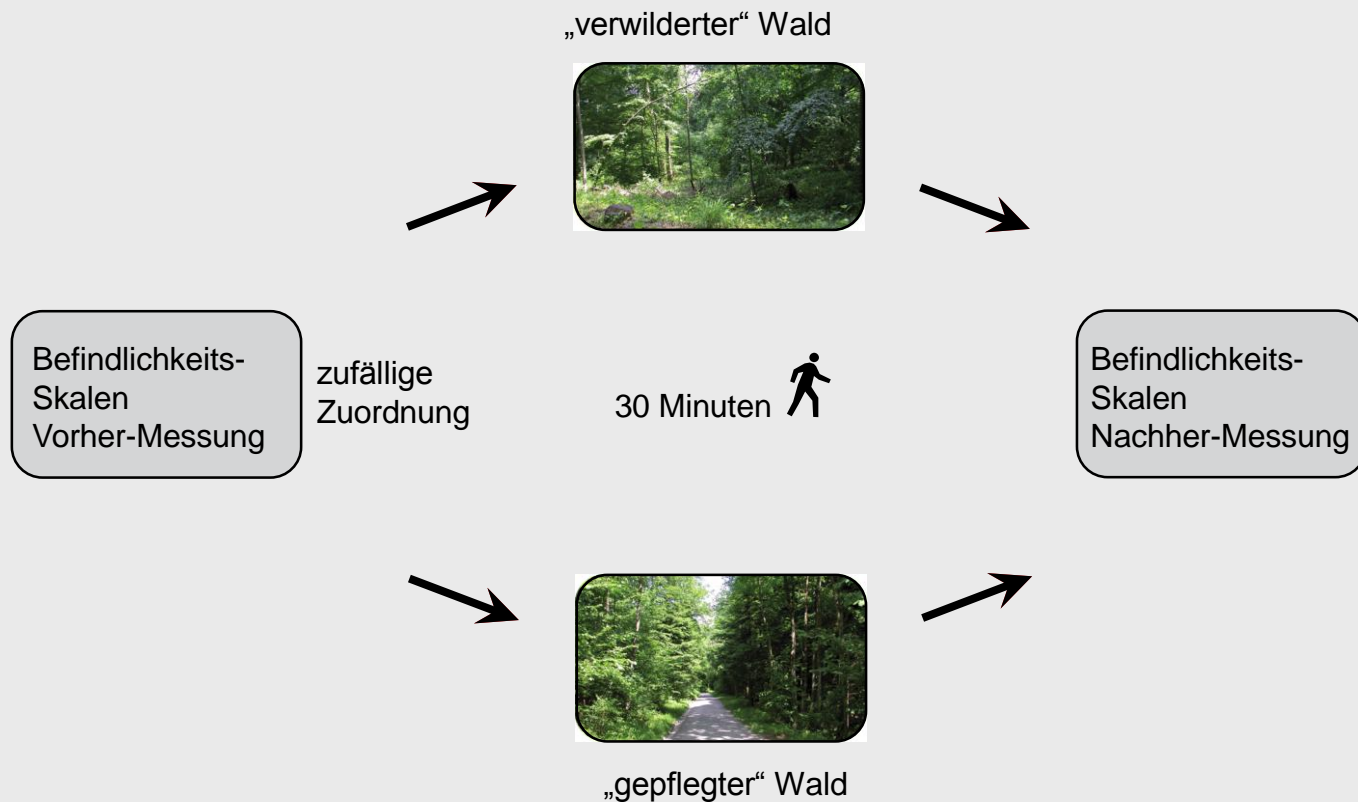 „verwilderter“ Wald
Befindlichkeits-
Skalen
Vorher-Messung
zufällige
Zuordnung
30 Minuten
Befindlichkeits-
Skalen
Nachher-Messung
„gepflegter“ Wald